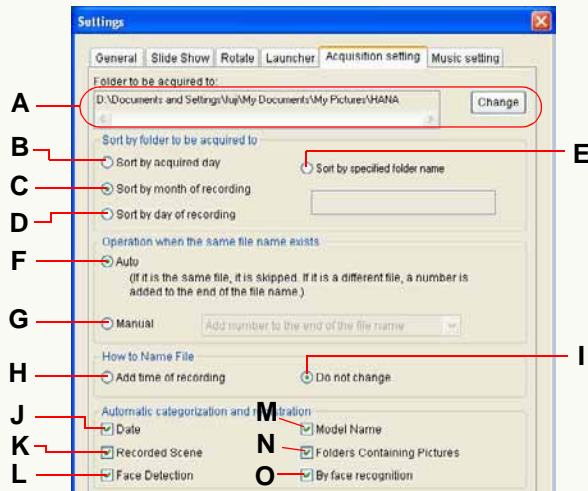 Settings
General Slide Show Rotate Launcher Acquisition setting Music setting
Folder to be acquired to:
A
D:\Documents and Settings\fuji\My Documents\My Pictures\HANA
Change
Sort by folder to be acquired to
B
Sort by acquired day
E
Sort by specified folder name
C
Sort by month of recording
D
Sort by day of recording
Operation when the same file name exists
F
Auto
(If it is the same file, it is skipped. If it is a different file, a number is
added to the end of the file name.)
G
Manual
Add number to the end of the file name
How to Name File
H
Add time of recording
I
Do not change
Automatic categorization and registration
J
Date
M
Model Name
K
Recorded Scene
N
Folders Containing Pictures
L
Face Detection
O
By face recognition